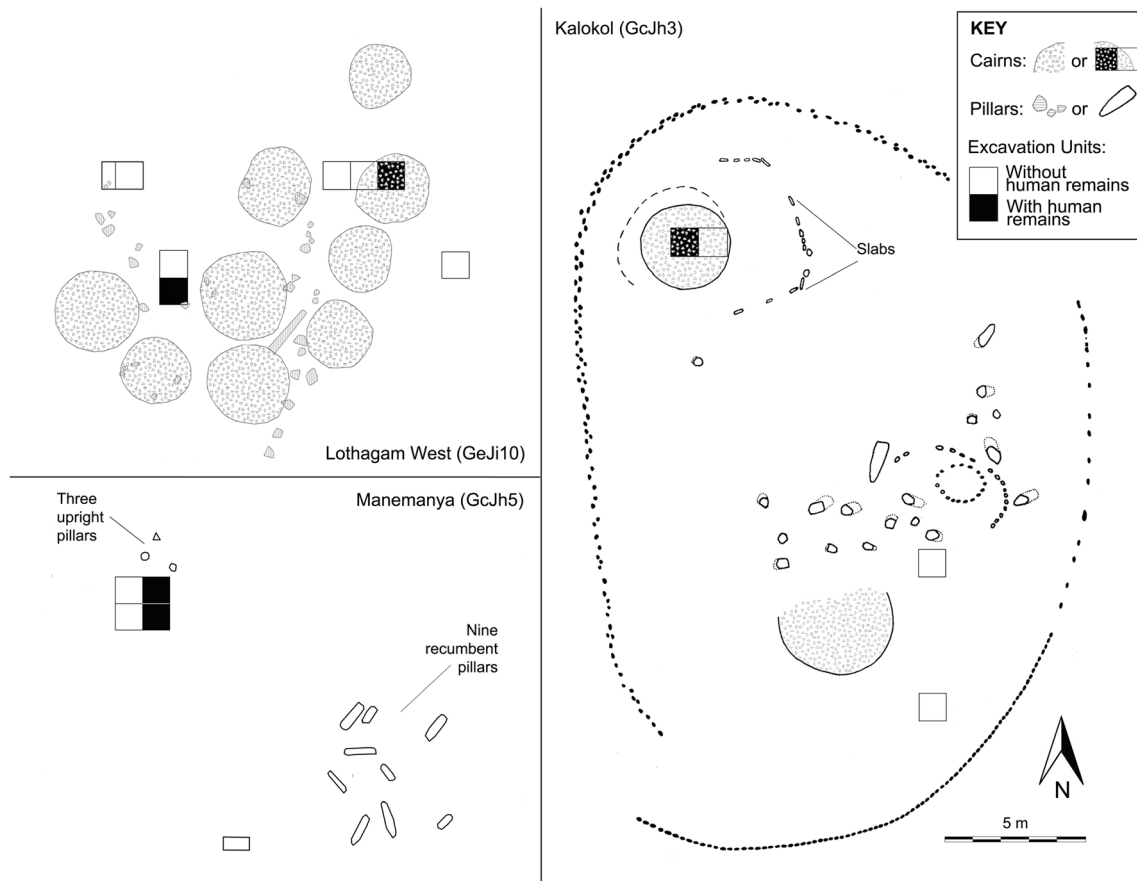 Lothagam West (GeJi10)
Manemanya (GcJh5)
Three
upright
pillars
Nine
recumbent
pillars
Kalokol (GcJh3)
Slabs
KEY
Cairns: or
Pillars: or
Excavation Units:
Without
human remains
With human
remains
N
5 m